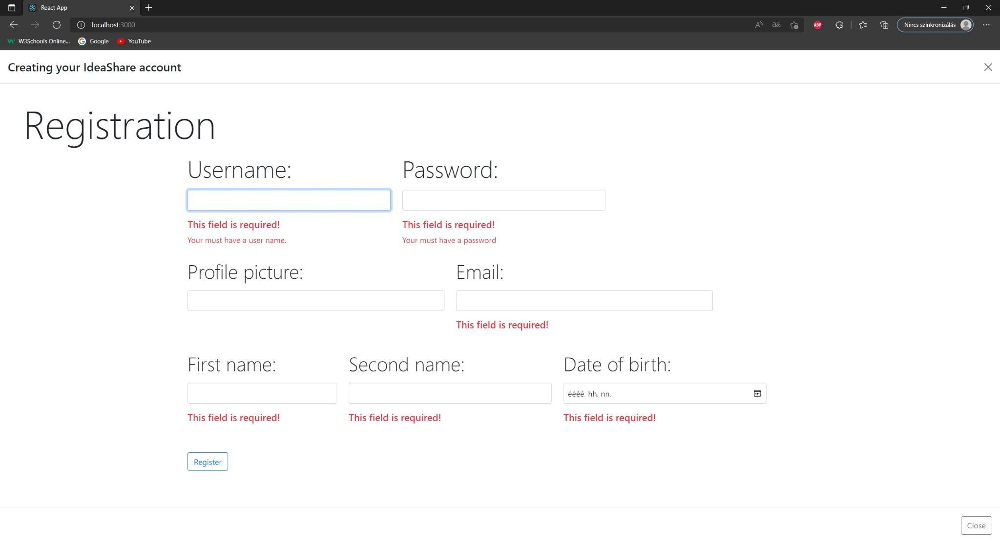 React App
localhost:3000
ABP
Nincs szinkronizálás
W3Schools Online...
Google
YouTube
Creating your IdeaShare account
Registration
Username: Password:
This field is required! This field is required!
Your must have a user name. Your must have a password
Profile picture: Email:
This field is required!
First name: Second name: Date of birth:
éééé. hh. nn.
This field is required! This field is required! This field is required!
Register
Close